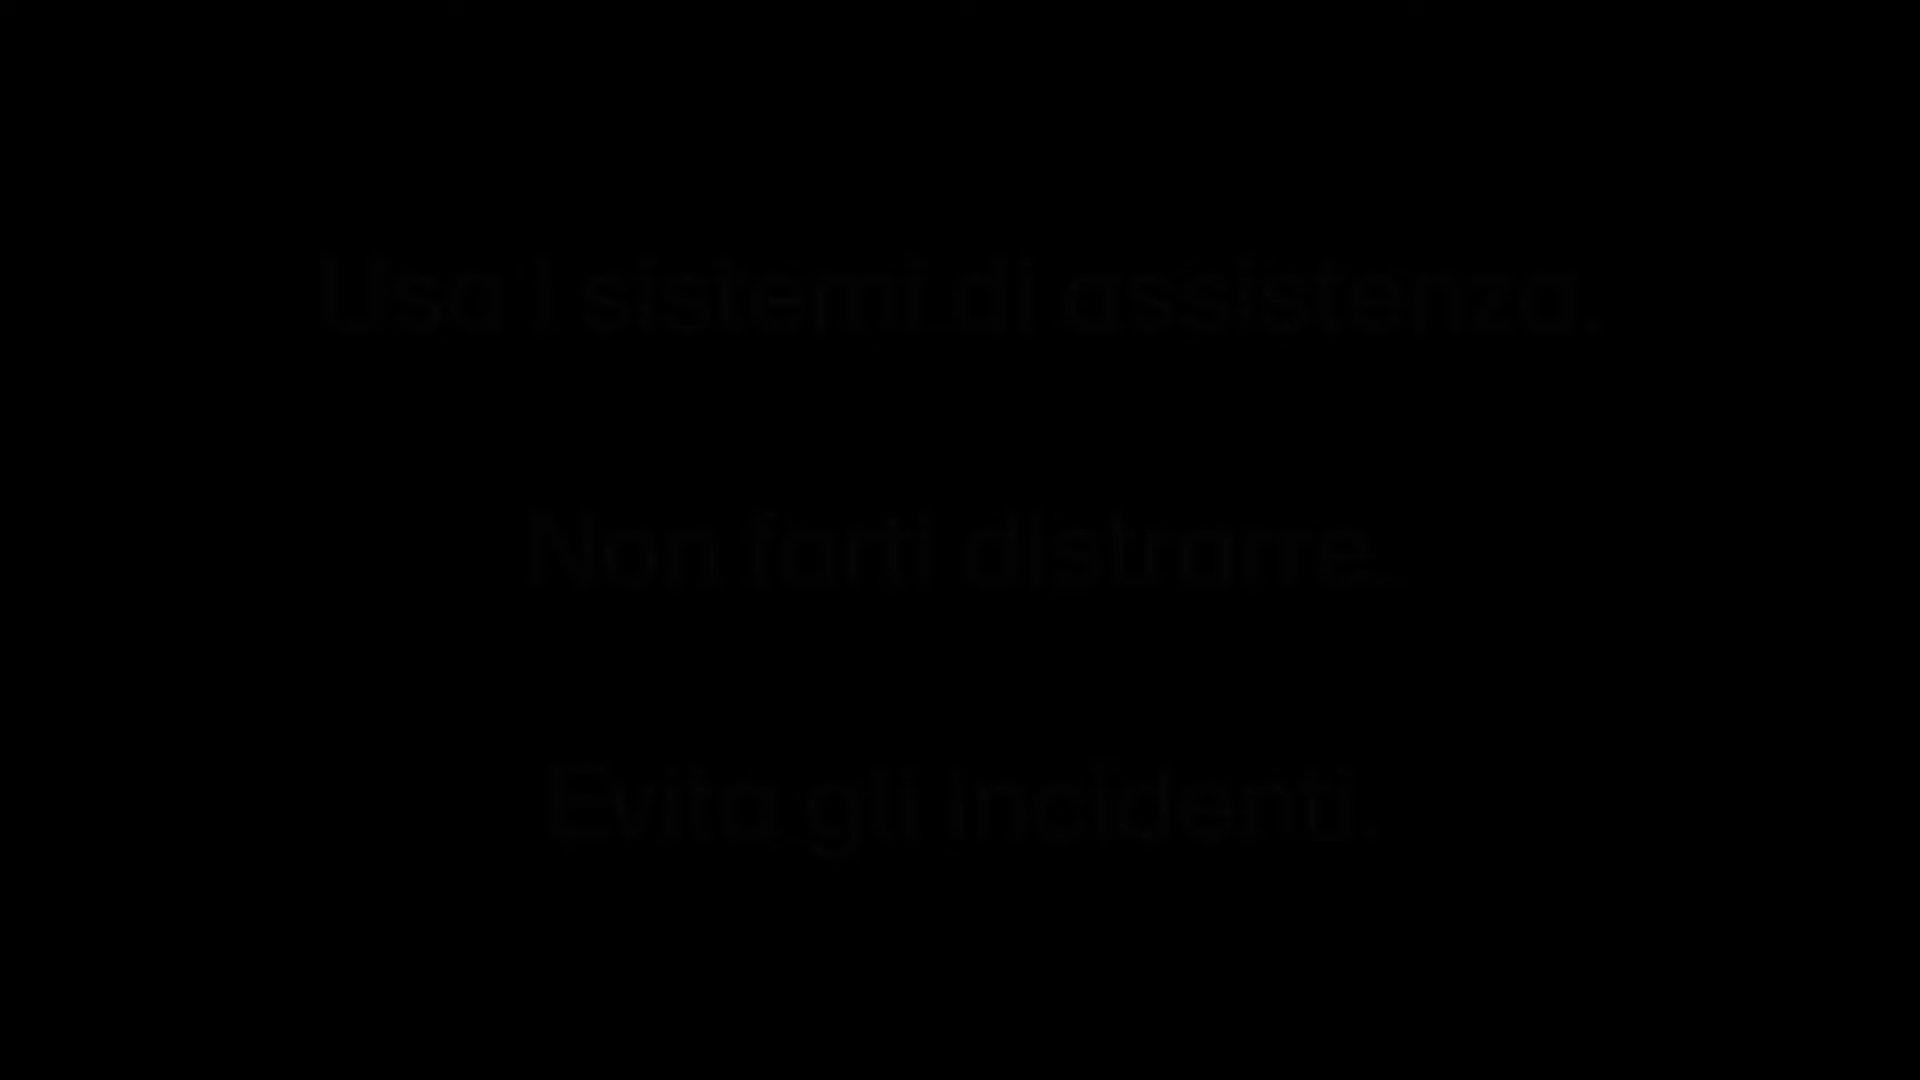 Usa i sistemi di assistenza.
Non farti distrarre.
Evita gli incidenti.